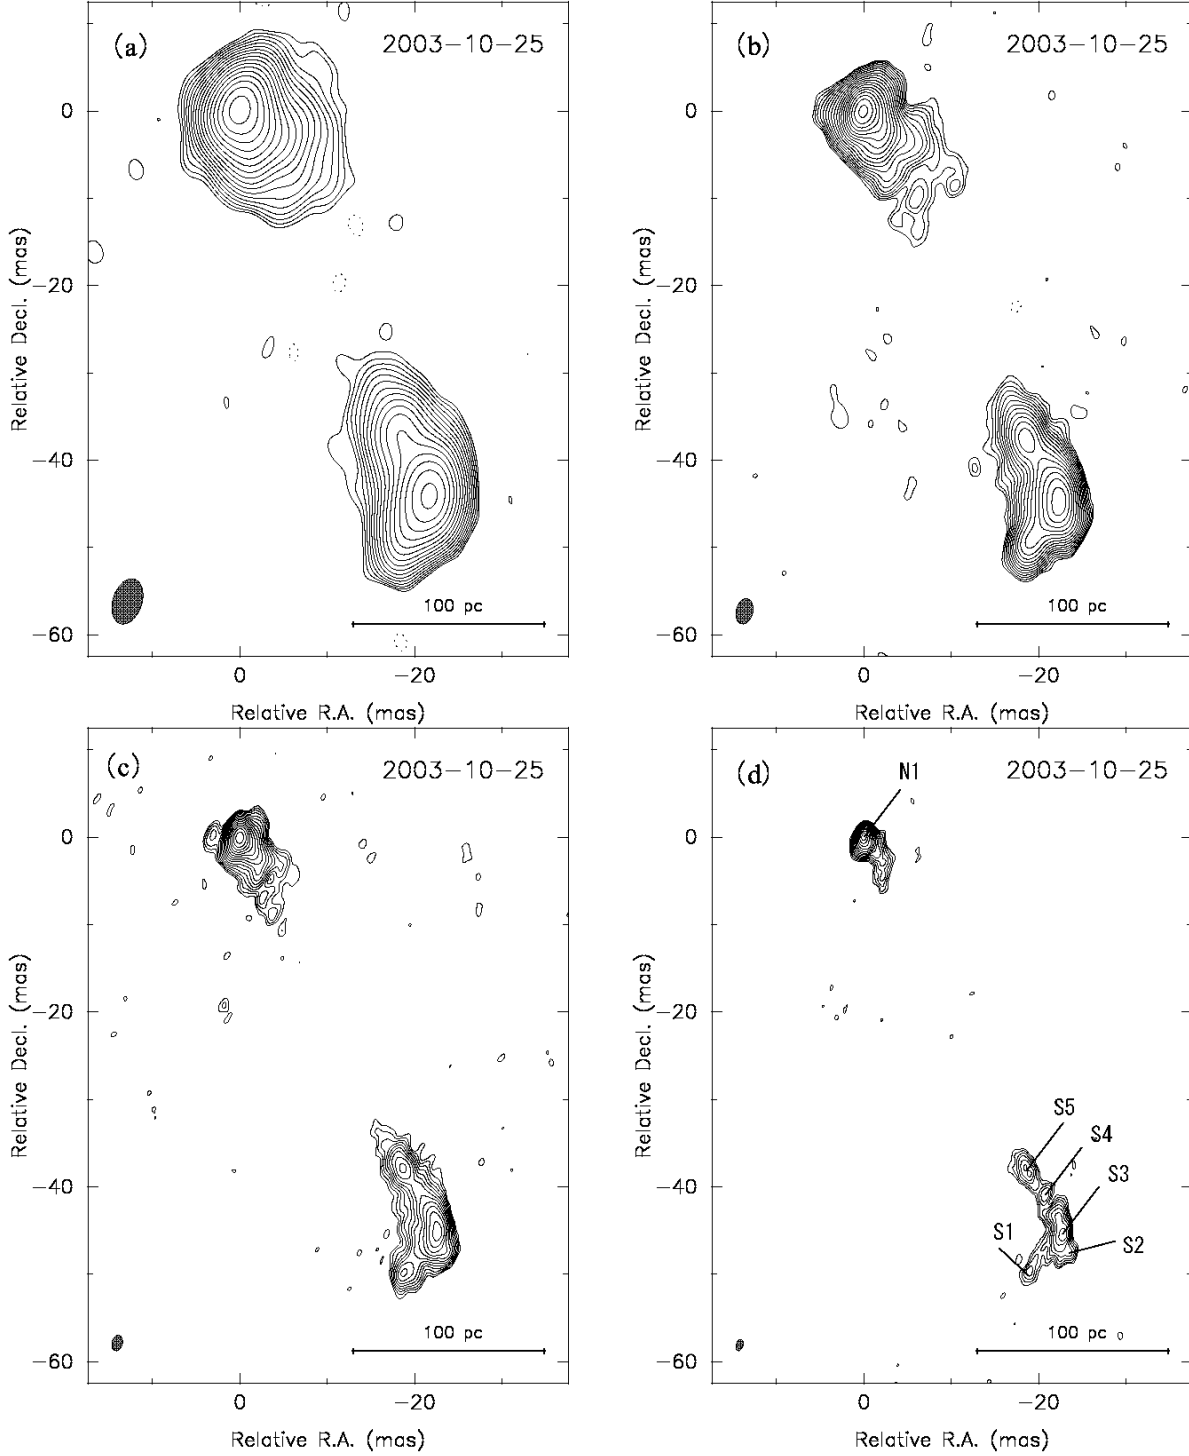 (a)
2003-10-25
0
-20
-40
-60
Relative Decl. (mas)
100 pc
0
-20
Relative R.A. (mas)
(b)
2003-10-25
0
-20
-40
-60
Relative Decl. (mas)
100 pc
0
-20
Relative R.A. (mas)
(c)
2003-10-25
0
-20
-40
-60
Relative Decl. (mas)
100 pc
0
-20
Relative R.A. (mas)
(d)
N1
2003-10-25
0
-20
-40
-60
Relative Decl. (mas)
S5
S4
S3
S1
S2
100 pc
0
-20
Relative R.A. (mas)